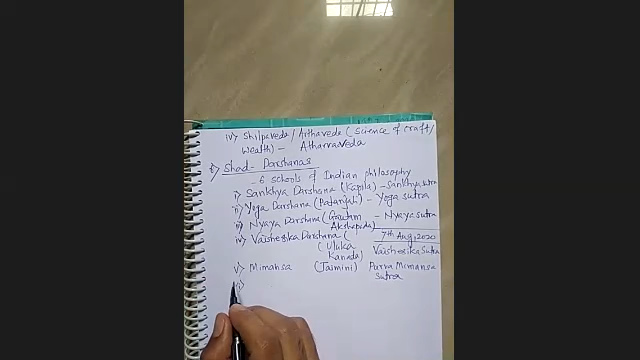 iv) Shilpaveda / Arthaveda (science of craft/
wealth) - Atharvaveda
Shad-Darshanas
- 6 schools of Indian philosophy
i) Sankhya Darshana (Kapila) - Sankhya sutra
ii) Yoga Darshana (Patanjali) - Yoga sutra
iii) Nyaya Darshana (Gautam - Nyaya sutra
Akshapada)
iv) Vaisheshika Darshana ( 7th Aug, 2020
(Uluka Vaisheshika Sutra
Kanada)
v) Mimansa (Jaimini) Purva Mimansa
Sutra